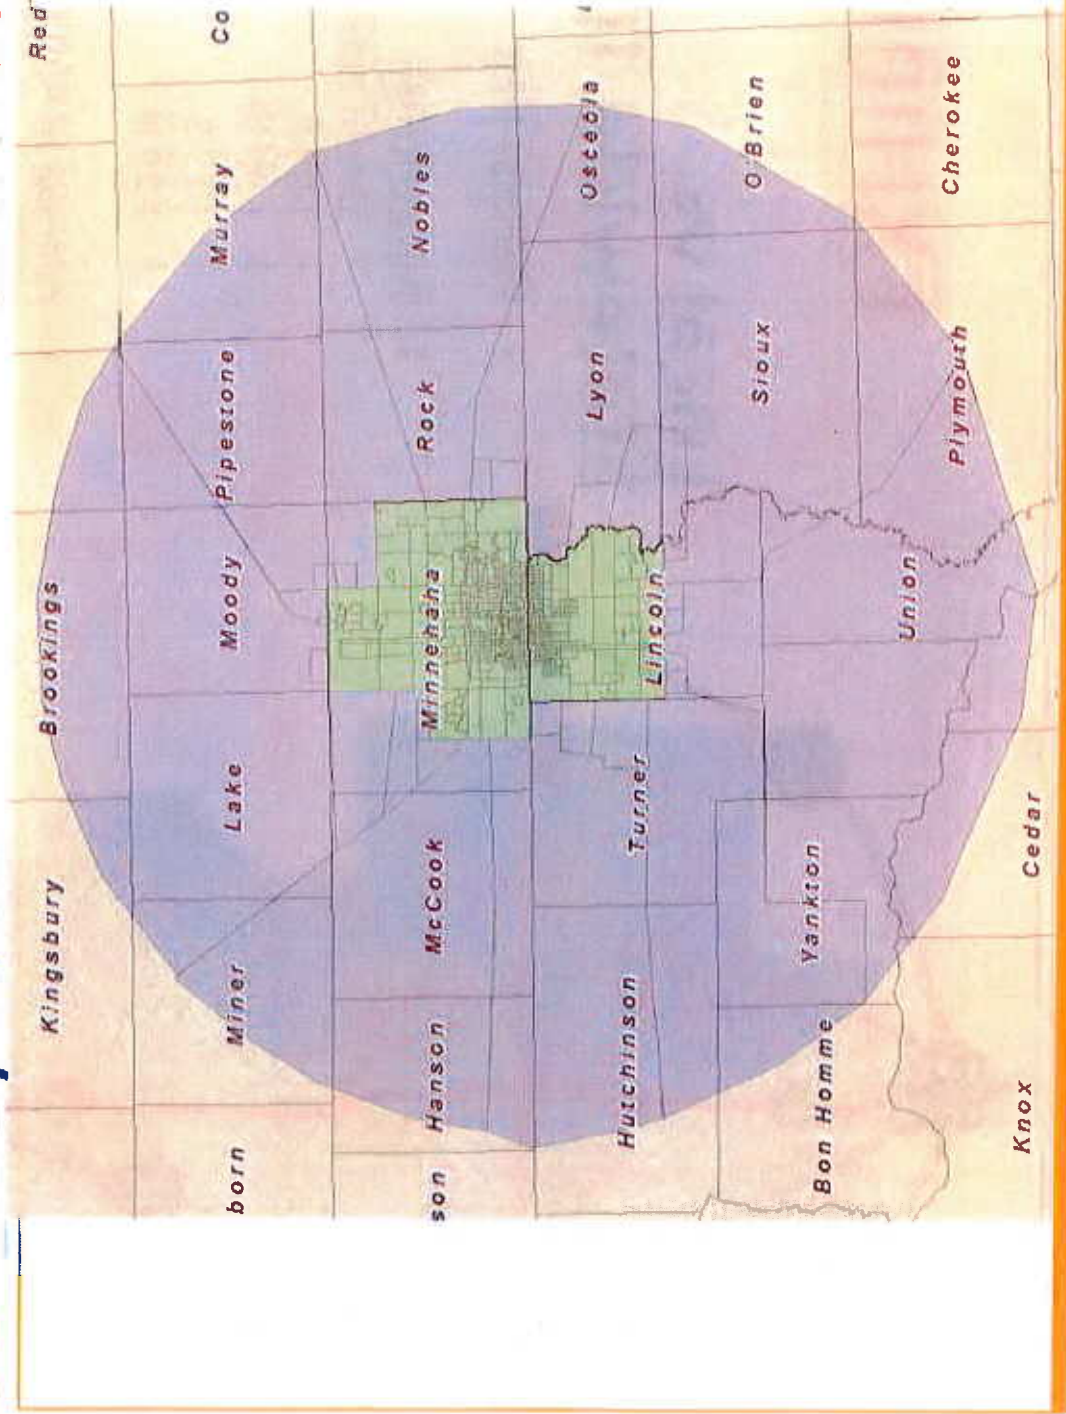 Kingsbury Brookings Red
born Miner Lake Moody Pipestone Murray Co
son Hanson McCook Minnehaha Rock Nobles
Hutchinson Turner Lincoln Lyon Osceola
Bon Homme Yankton Sioux O'Brien
Union Plymouth Cherokee
Knox Cedar